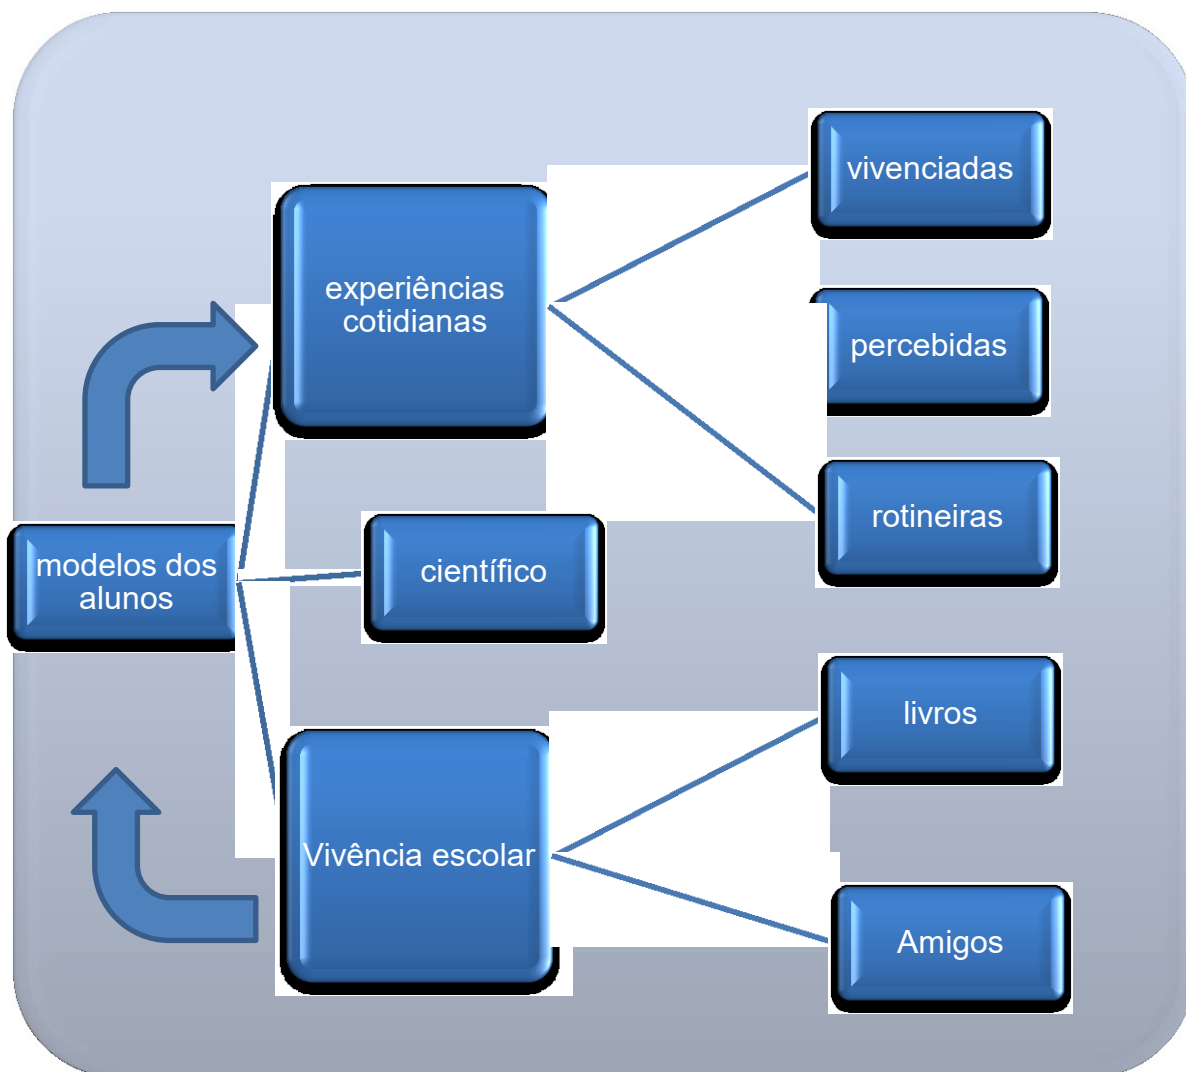 vivenciadas
experiências
cotidianas
percebidas
rotineiras
modelos dos
alunos
científico
livros
Vivência escolar
Amigos